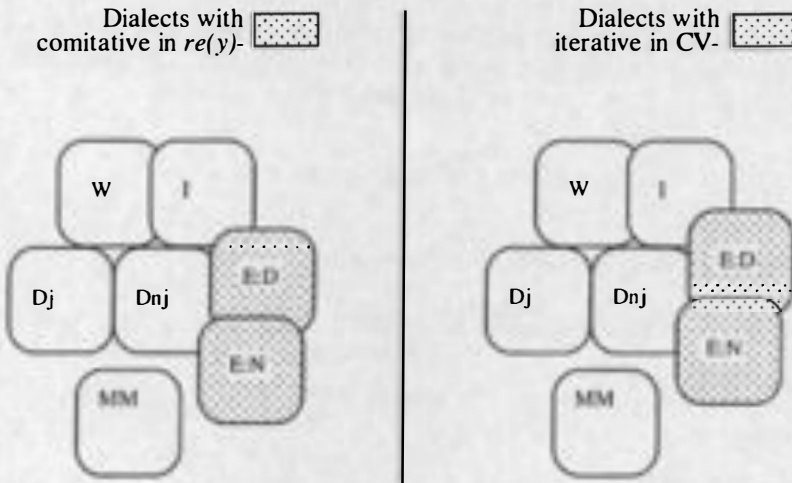 Dialects with
comitative in re(y)-
W I
E:D
Dj Dnj
E:N
MM
Dialects with
iterative in CV-
W I
E:D
Dj Dnj
E:N
MM